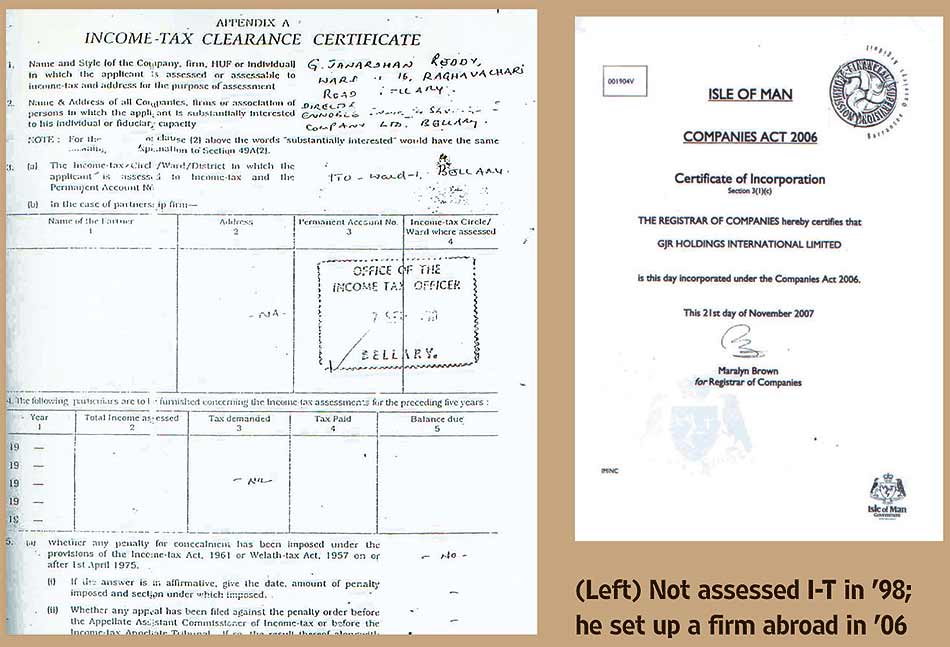 APPENDIX A
INCOME-TAX CLEARANCE CERTIFICATE
1. Name and Style (of the Company, firm, HUF or Individual)
in which the applicant is assessed or assessable to
income-tax and address for the purpose of assessment
G. JANARDHAN REDDY,
WARD 16, RAGHAVACHARI
ROAD BELLARY.
2. Name & Address of all Companies, firms or association of
persons in which the applicant is substantially interested
to his individual or fiduciary capacity
DIRECTOR
COMPANY LTD. BELLARY.
NOTE : For the clause (2) above the words "substantially interested" would have the same
to Section 49A(2).
3. (a) The Income-tax Circle/Ward/District in which the
applicant is assessed to Income-tax and the
Permanent Account No.
ITO - Ward-1, BELLARY.
(b) In the case of partnership firm—
Name of the Partner
1
Address
2
Permanent Account No.
3
Income-tax Circle/
Ward where assessed
4
- NA -
OFFICE OF THE
INCOME TAX OFFICER
BELLARY.
4. The following particulars are to be furnished concerning the Income-tax assessments for the preceding five years :
Year
1
Total Income assessed
2
Tax demanded
3
Tax Paid
4
Balance due
5
19 —
19 —
19 —
19 —
19 —
- NIL -
5. (a) Whether any penalty for concealment has been imposed under the
provisions of the Income-tax Act, 1961 or Welath-tax Act, 1957 on or
after 1st April 1975.
- NO -
(i) If the answer is in affirmative, give the date, amount of penalty
imposed and section under which imposed.
–
(ii) Whether any appeal has been filed against the penalty order before
the Appellate Assistant Commissoner of Income-tax or before the
Income-tax Appellate Tribunal. If so, the result thereof alongwith
–
001904V
ISLE OF MAN
COMPANIES ACT 2006
Certificate of Incorporation
Section 3(1)(c)
THE REGISTRAR OF COMPANIES hereby certifies that
GJR HOLDINGS INTERNATIONAL LIMITED
is this day incorporated under the Companies Act 2006.
This 21st day of November 2007
Maralyn Brown
for Registrar of Companies
IMINC
Isle of Man
Government
(Left) Not assessed I-T in ’98;
he set up a firm abroad in ’06